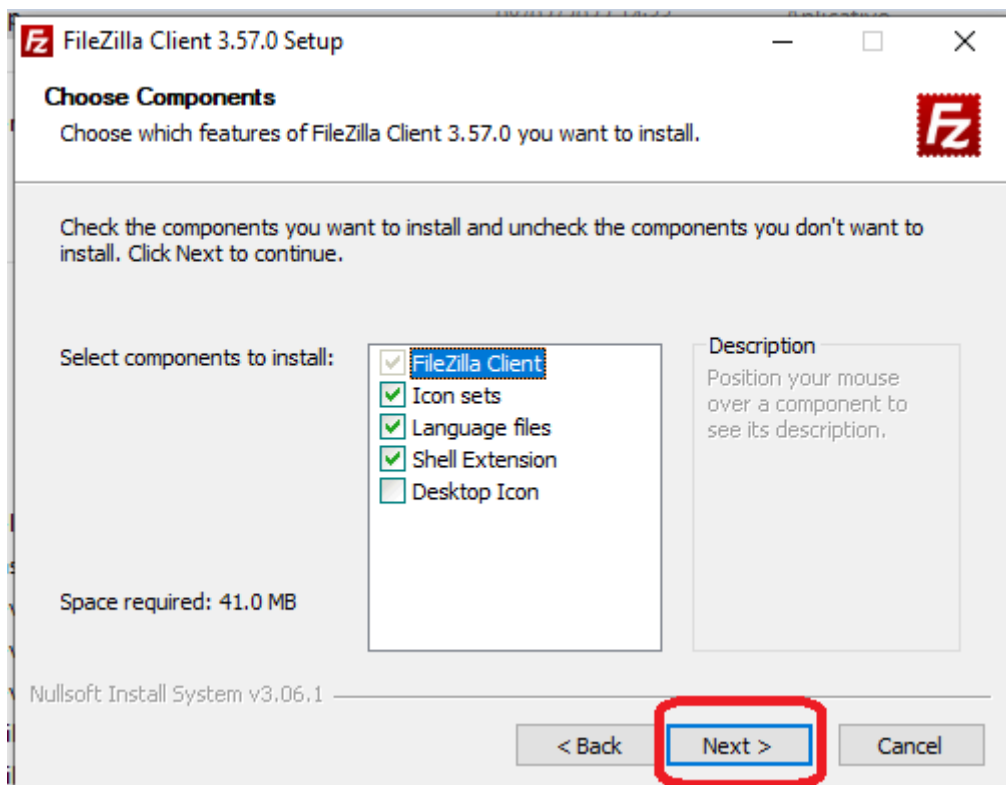 FileZilla Client 3.57.0 Setup
Choose Components
Choose which features of FileZilla Client 3.57.0 you want to install.
Fz
Check the components you want to install and uncheck the components you don't want to
install. Click Next to continue.
Select components to install:
FileZilla Client
Icon sets
Language files
Shell Extension
Desktop Icon
Description
Position your mouse
over a component to
see its description.
Space required: 41.0 MB
Nullsoft Install System v3.06.1
< Back
Next >
Cancel